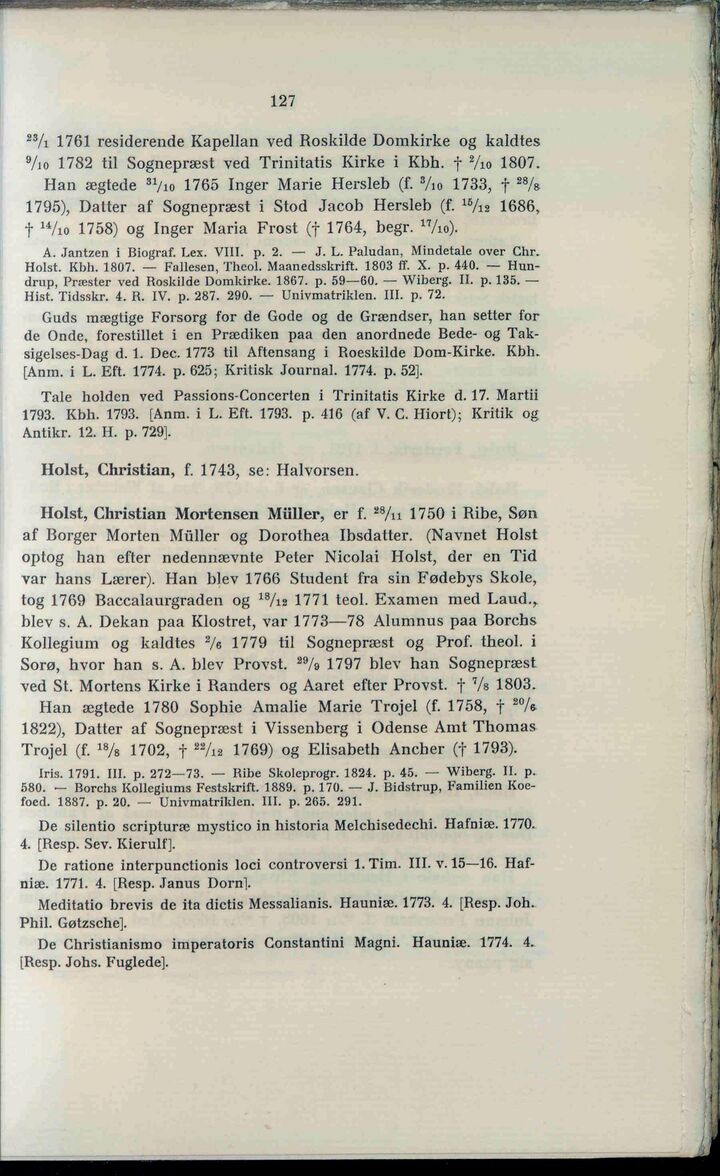 127
²³/₁ 1761 residerende Kapellan ved Roskilde Domkirke og kaldtes
⁹/₁₀ 1782 til Sognepræst ved Trinitatis Kirke i Kbh. † ²/₁₀ 1807.
Han ægtede ³¹/₁₀ 1765 Inger Marie Hersleb (f. ³/₁₀ 1733, † ²⁸/₈
1795), Datter af Sognepræst i Stod Jacob Hersleb (f. ¹⁵/₁₂ 1686,
† ¹⁴/₁₀ 1758) og Inger Maria Frost († 1764, begr. ¹⁷/₁₀).
A. Jantzen i Biograf. Lex. VIII. p. 2. — J. L. Paludan, Mindetale over Chr.
Holst. Kbh. 1807. — Fallesen, Theol. Maanedsskrift. 1803 ff. X. p. 440. — Hun-
drup, Præster ved Roskilde Domkirke. 1867. p. 59—60. — Wiberg. II. p. 135. —
Hist. Tidsskr. 4. R. IV. p. 287. 290. — Univmatriklen. III. p. 72.
Guds mægtige Forsorg for de Gode og de Grændser, han setter for
de Onde, forestillet i en Prædiken paa den anordnede Bede- og Tak-
sigelses-Dag d. 1. Dec. 1773 til Aftensang i Roeskilde Dom-Kirke. Kbh.
[Anm. i L. Eft. 1774. p. 625; Kritisk Journal. 1774. p. 52].
Tale holden ved Passions-Concerten i Trinitatis Kirke d. 17. Martii
1793. Kbh. 1793. [Anm. i L. Eft. 1793. p. 416 (af V. C. Hiort); Kritik og
Antikr. 12. H. p. 729].
Holst, Christian, f. 1743, se: Halvorsen.
Holst, Christian Mortensen Müller, er f. ²⁸/₁₁ 1750 i Ribe, Søn
af Borger Morten Müller og Dorothea Ibsdatter. (Navnet Holst
optog han efter nedennævnte Peter Nicolai Holst, der en Tid
var hans Lærer). Han blev 1766 Student fra sin Fødebys Skole,
tog 1769 Baccalaurgraden og ¹⁸/₁₂ 1771 teol. Examen med Laud.,
blev s. A. Dekan paa Klostret, var 1773—78 Alumnus paa Borchs
Kollegium og kaldtes ²/₆ 1779 til Sognepræst og Prof. theol. i
Sorø, hvor han s. A. blev Provst. ²⁹/₉ 1797 blev han Sognepræst
ved St. Mortens Kirke i Randers og Aaret efter Provst. † ⁷/₈ 1803.
Han ægtede 1780 Sophie Amalie Marie Trojel (f. 1758, † ²⁰/₆
1822), Datter af Sognepræst i Vissenberg i Odense Amt Thomas
Trojel (f. ¹⁸/₈ 1702, † ²²/₁₂ 1769) og Elisabeth Ancher († 1793).
Iris. 1791. III. p. 272—73. — Ribe Skoleprogr. 1824. p. 45. — Wiberg. II. p.
580. — Borchs Kollegiums Festskrift. 1889. p. 170. — J. Bidstrup, Familien Koe-
foed. 1887. p. 20. — Univmatriklen. III. p. 265. 291.
De silentio scripturæ mystico in historia Melchisedechi. Hafniæ. 1770.
4. [Resp. Sev. Kierulf].
De ratione interpunctionis loci controversi 1. Tim. III. v. 15—16. Haf-
niæ. 1771. 4. [Resp. Janus Dorn].
Meditatio brevis de ita dictis Messalianis. Hauniæ. 1773. 4. [Resp. Joh.
Phil. Gøtzsche].
De Christianismo imperatoris Constantini Magni. Hauniæ. 1774. 4.
[Resp. Johs. Fuglede].